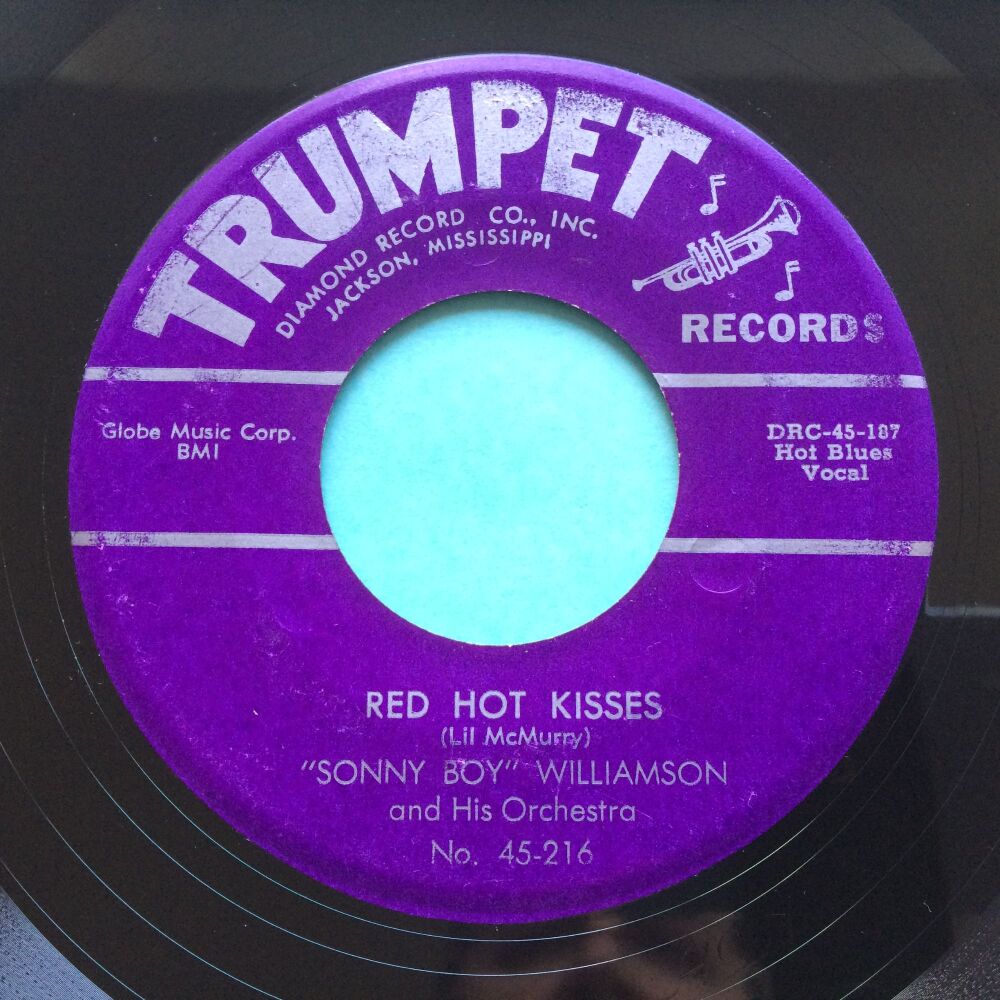 TRUMPET
DIAMOND RECORD CO., INC.
JACKSON, MISSISSIPPI
RECORDS
Globe Music Corp.
BMI
DRC-45-187
Hot Blues
Vocal
RED HOT KISSES
(Lil McMurry)
"SONNY BOY" WILLIAMSON
and His Orchestra
No. 45-216